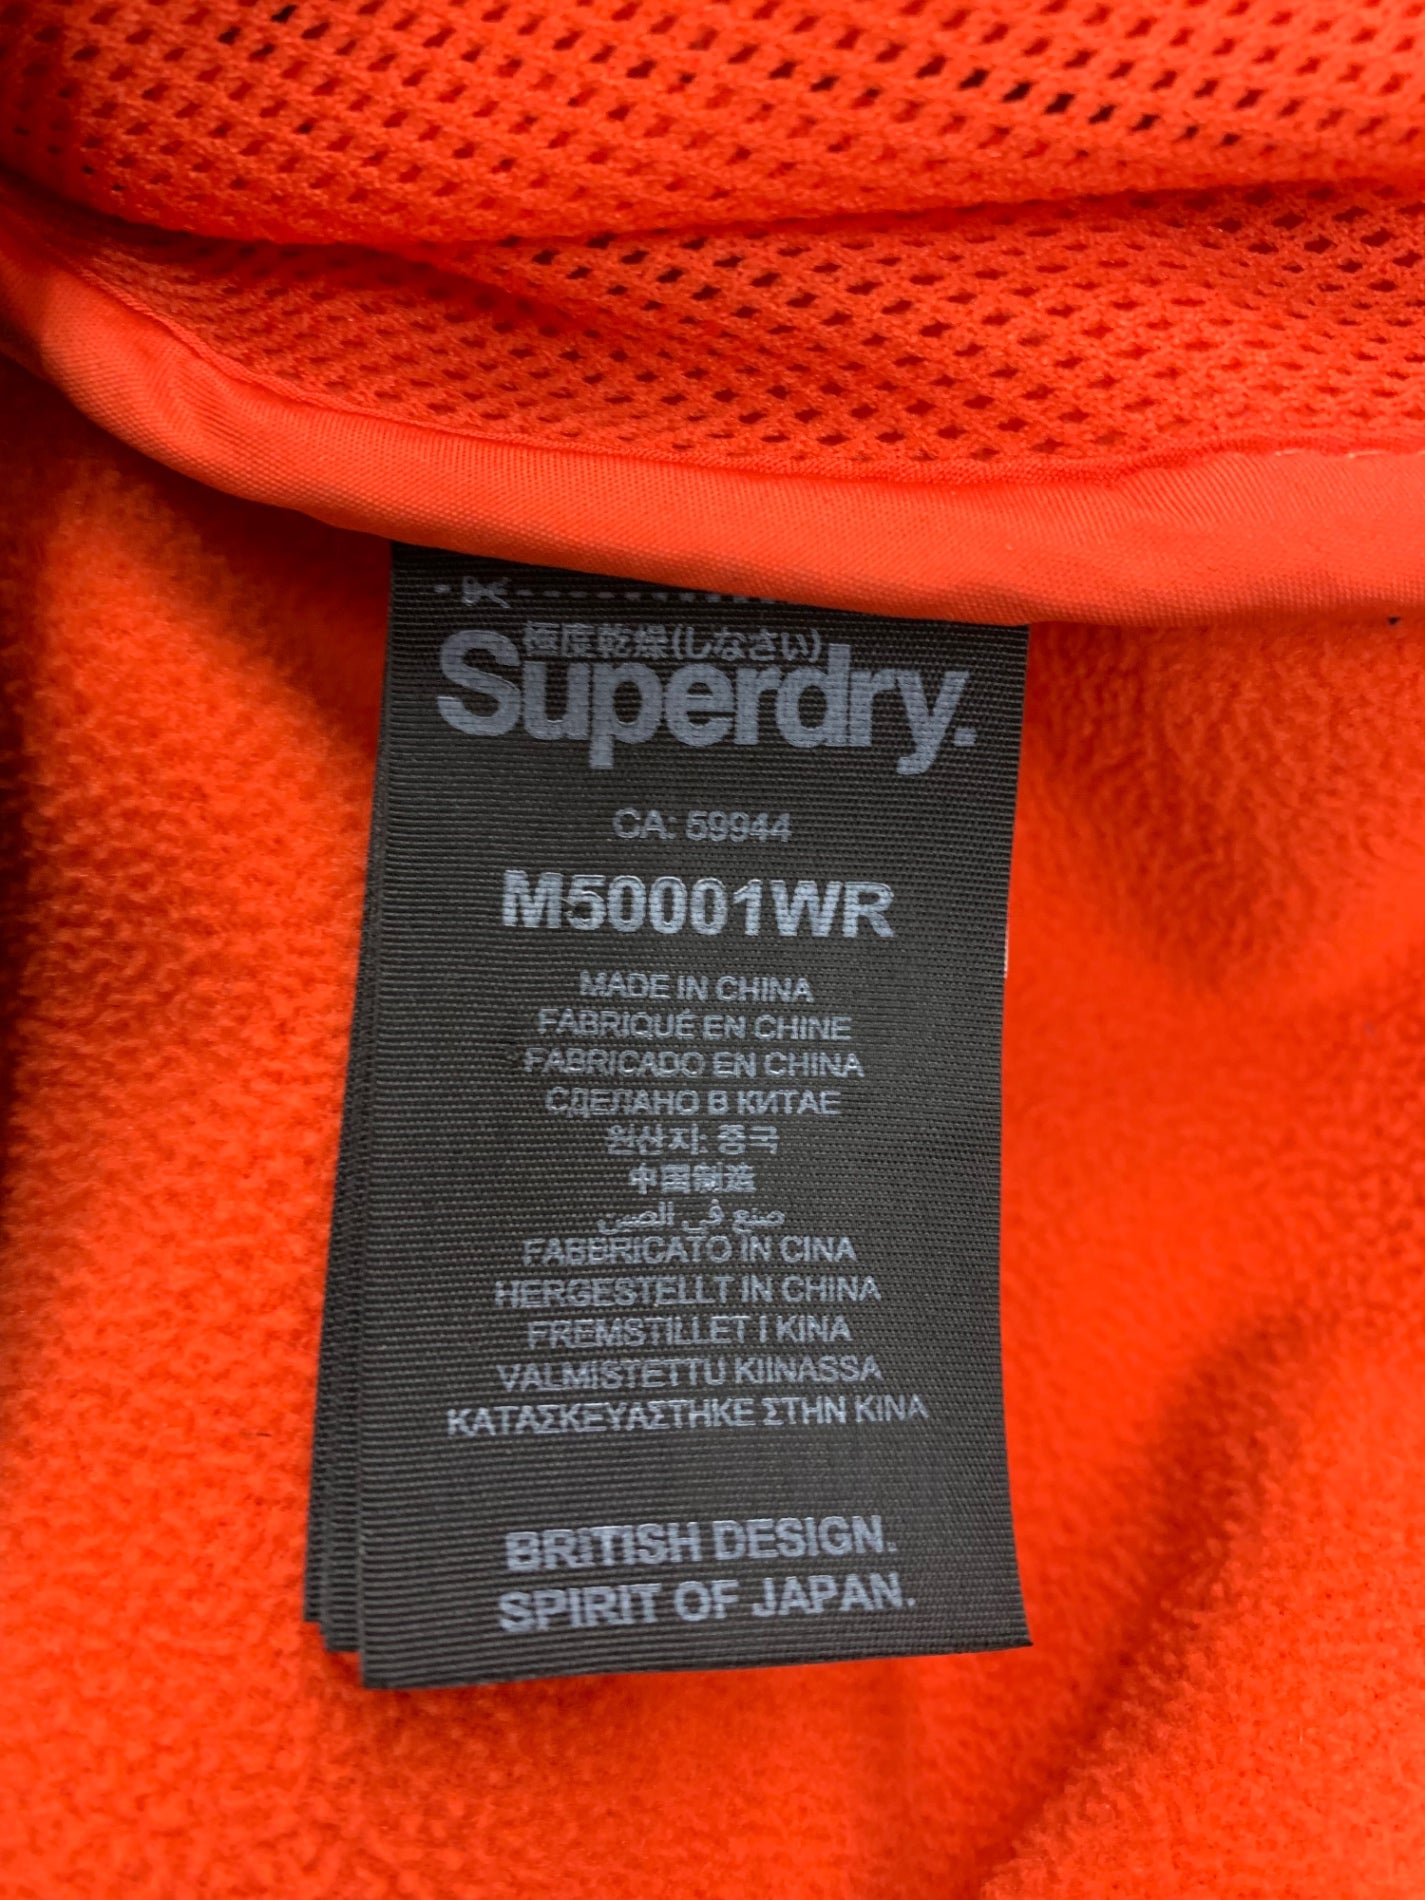 極度乾燥(しなさい)
Superdry.
CA: 59944
M50001WR
MADE IN CHINA
FABRIQUÉ EN CHINE
FABRICADO EN CHINA
СДЕЛАНО В КИТАЕ
원산지: 중국
中国制造
صنع في الصين
FABBRICATO IN CINA
HERGESTELLT IN CHINA
FREMSTILLET I KINA
VALMISTETTU KIINASSA
ΚΑΤΑΣΚΕΥΑΣΤΗΚΕ ΣΤΗΝ ΚΙΝΑ
BRITISH DESIGN.
SPIRIT OF JAPAN.